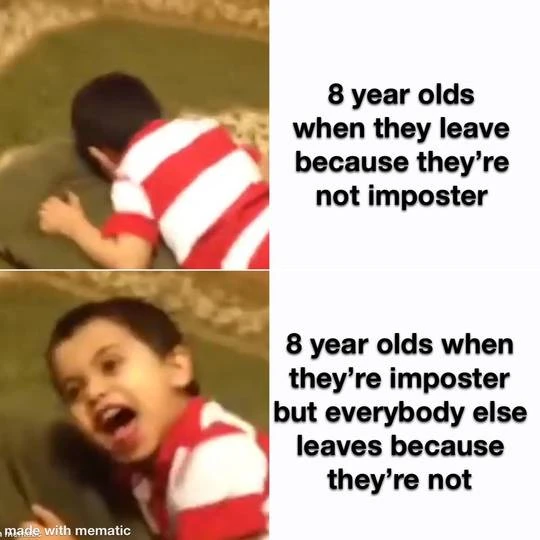 8 year olds
when they leave
because they're
not imposter
8 year olds when
they're imposter
but everybody else
leaves because
they're not
made with mematic